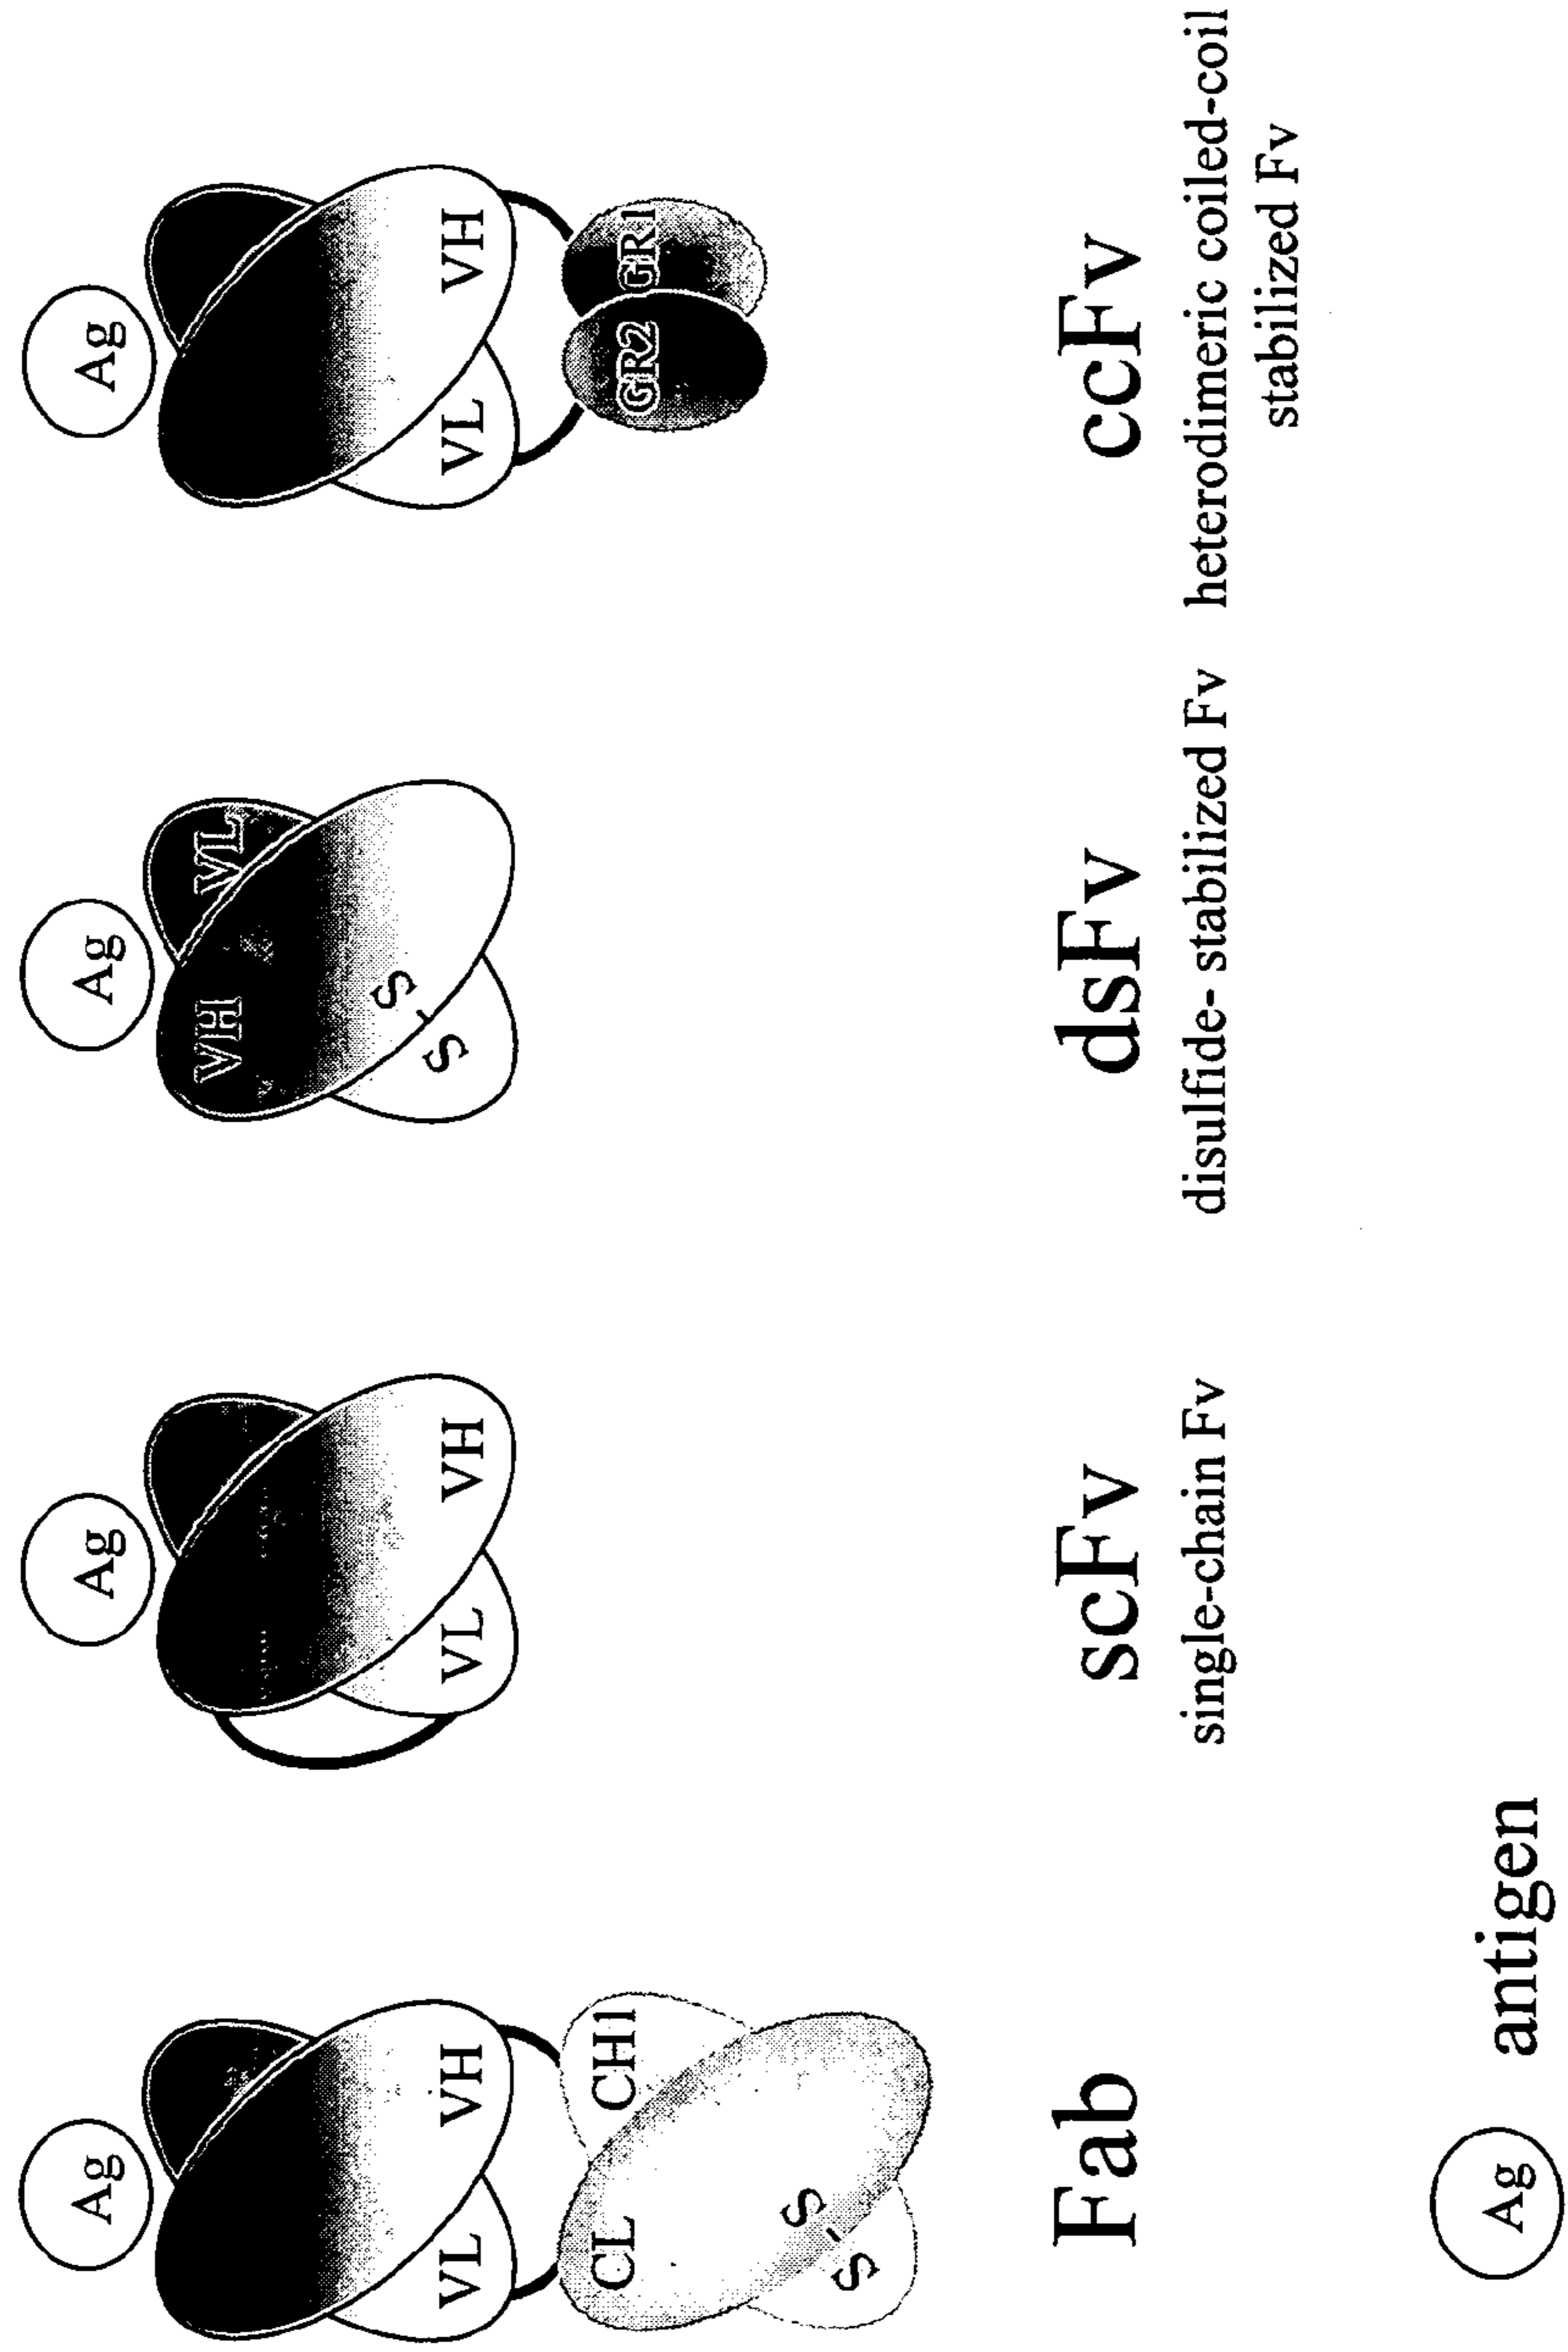 Ag
VL VH
CL CH1
S-S
Fab
Ag
VL VH
scFv
single-chain Fv
Ag
VH VL
S-S
dsFv
disulfide- stabilized Fv
Ag
VL VH
GR2 GR1
ccFv
heterodimeric coiled-coil
stabilized Fv
Ag antigen